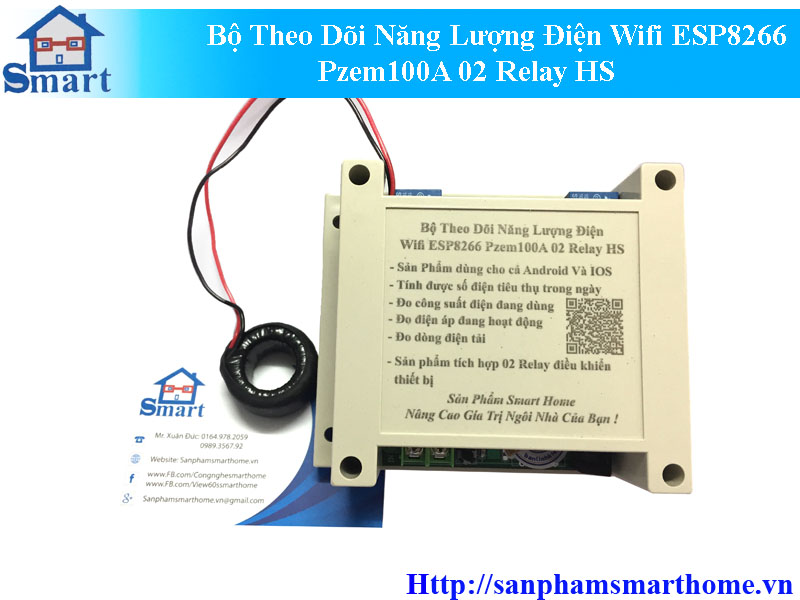 Smart
Bộ Theo Dõi Năng Lượng Điện Wifi ESP8266
Pzem100A 02 Relay HS
Bộ Theo Dõi Năng Lượng Điện
Wifi ESP8266 Pzem100A 02 Relay HS
- Sản Phẩm dùng cho cả Android Và IOS
- Tính được số điện tiêu thụ trong ngày
- Đo công suất điện đang dùng
- Đo điện áp đang hoạt động
- Đo dòng điện tải
- Sản phẩm tích hợp 02 Relay điều khiển
thiết bị
Sản Phẩm Smart Home
Nâng Cao Gía Trị Ngôi Nhà Của Bạn !
Smart
Mr. Xuân Đức: 0164.978.2059
0989.3567.92
Website: Sanphamsmarthome.vn
www.FB.com/Congnghesmarthome
www.FB.com/View60ssmarthome
Sanphamsmarthome.vn@gmail.com
Http://sanphamsmarthome.vn